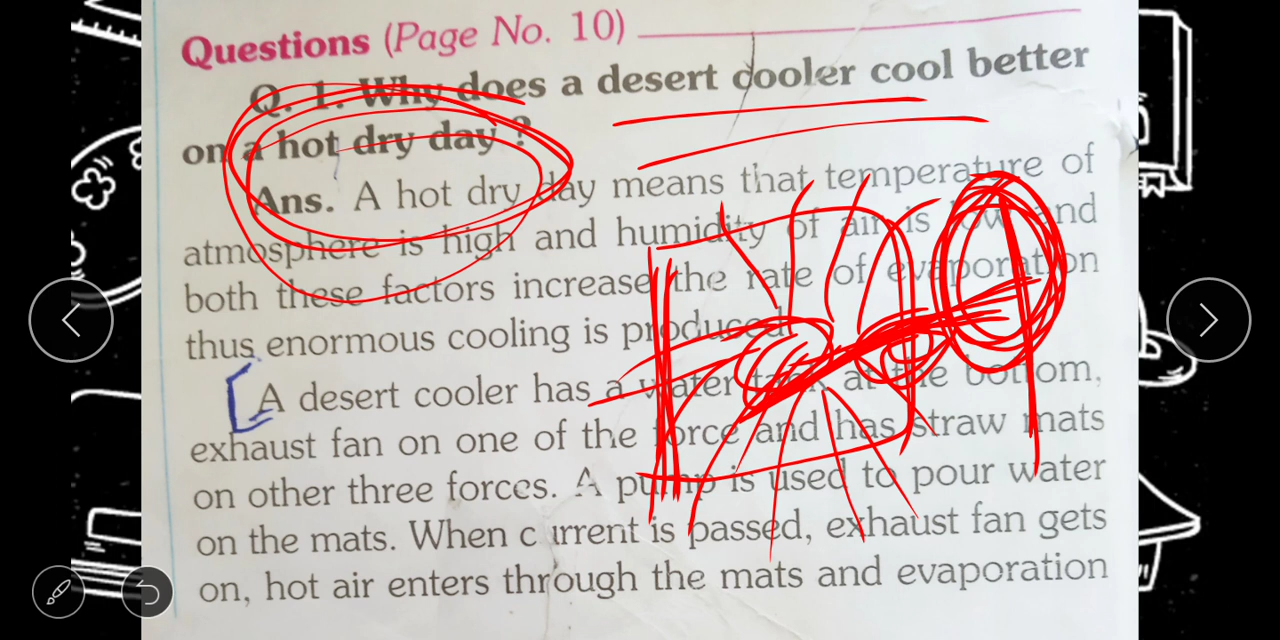 Questions (Page No. 10)
Q. 1. Why does a desert cooler cool better
on a hot dry day ?
Ans. A hot dry day means that temperature of
atmosphere is high and humidity of air is low and
both these factors increase the rate of evaporation
thus enormous cooling is produced.
A desert cooler has a water tank at the bottom,
exhaust fan on one of the force and has straw mats
on other three forces. A pump is used to pour water
on the mats. When current is passed, exhaust fan gets
on, hot air enters through the mats and evaporation